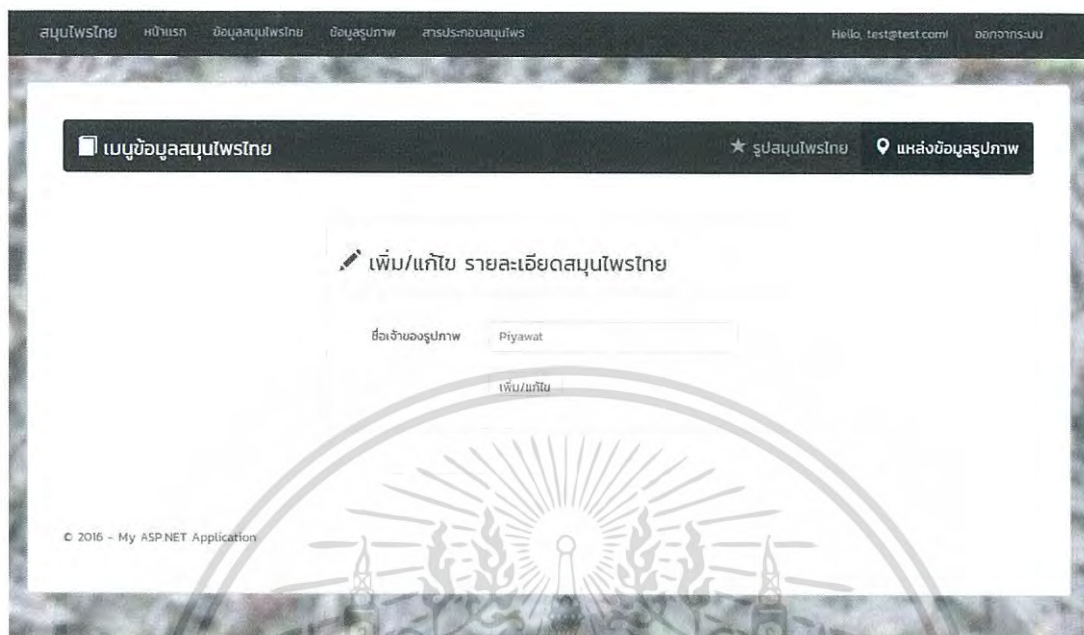 สมุนไพรไทย หน้าแรก ข้อมูลสมุนไพรไทย ข้อมูลรูปภาพ สารประกอบสมุนไพร Hello, test@test.com! ออกจากระบบ
เมนูข้อมูลสมุนไพรไทย รูปสมุนไพรไทย แหล่งข้อมูลรูปภาพ
เพิ่ม/แก้ไข รายละเอียดสมุนไพรไทย
ชื่อเจ้าของรูปภาพ Piyawat
เพิ่ม/แก้ไข
© 2016 - My ASP.NET Application